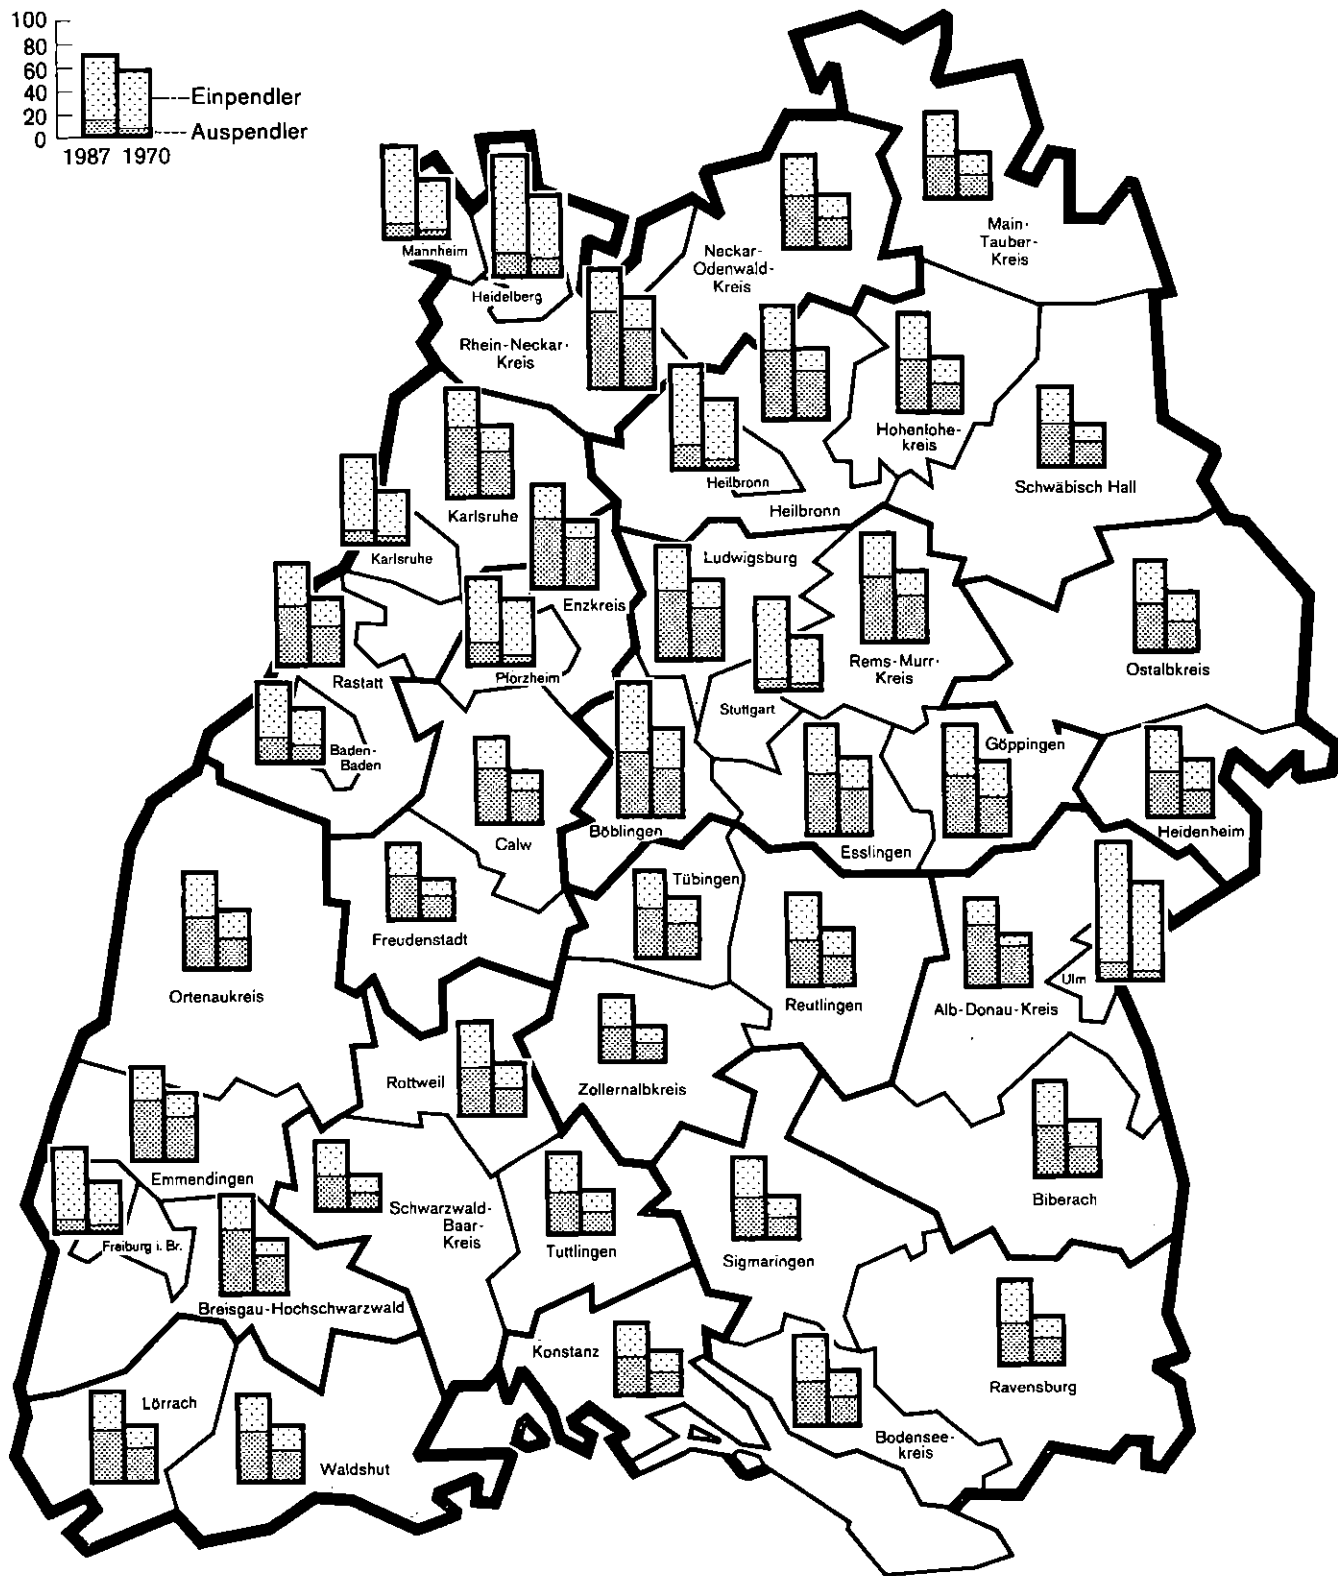 100
80
60
40
20
0
Einpendler
Auspendler
1987 1970
Mannheim
Heidelberg
Rhein-Neckar-
Kreis
Neckar-
Odenwald-
Kreis
Main-
Tauber-
Kreis
Karlsruhe
Karlsruhe
Heilbronn
Heilbronn
Hohenlohe-
kreis
Schwäbisch Hall
Enzkreis
Ludwigsburg
Rastatt
Pforzheim
Stuttgart
Rems-Murr-
Kreis
Ostalbkreis
Baden-
Baden
Calw
Böblingen
Esslingen
Göppingen
Heidenheim
Freudenstadt
Tübingen
Ortenaukreis
Reutlingen
Alb-Donau-Kreis
Ulm
Rottweil
Zollernalbkreis
Emmendingen
Freiburg i. Br.
Schwarzwald-
Baar-
Kreis
Tuttlingen
Sigmaringen
Biberach
Breisgau-Hochschwarzwald
Konstanz
Ravensburg
Lörrach
Waldshut
Bodensee-
kreis